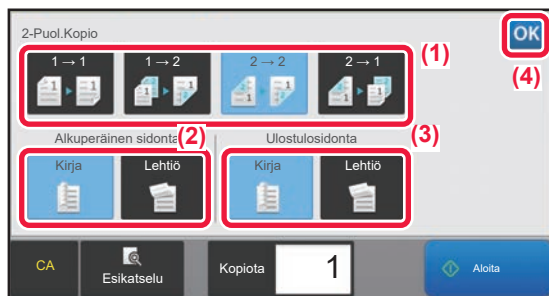 2-Puol.Kopio
OK
1 → 1
1 → 2
2 → 2
2 → 1
(1)
(4)
Alkuperäinen sidonta
(2)
Ulostulosidonta
(3)
Kirja
Lehtiö
Kirja
Lehtiö
CA
Esikatselu
Kopiota
1
Aloita